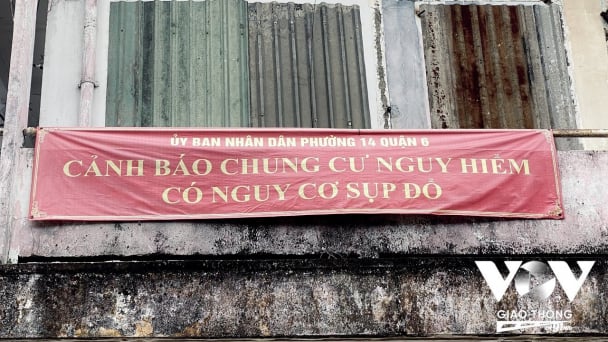 ỦY BAN NHÂN DÂN PHƯỜNG 14 QUẬN 6
CẢNH BÁO CHUNG CƯ NGUY HIỂM
CÓ NGUY CƠ SỤP ĐỔ
VOV
GIAO THÔNG